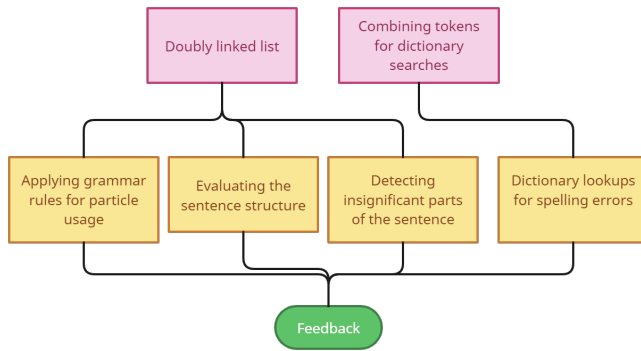 Doubly linked list
Combining tokens
for dictionary
searches
Applying grammar
rules for particle
usage
Evaluating the
sentence structure
Detecting
insignificant parts
of the sentence
Dictionary lookups
for spelling errors
Feedback